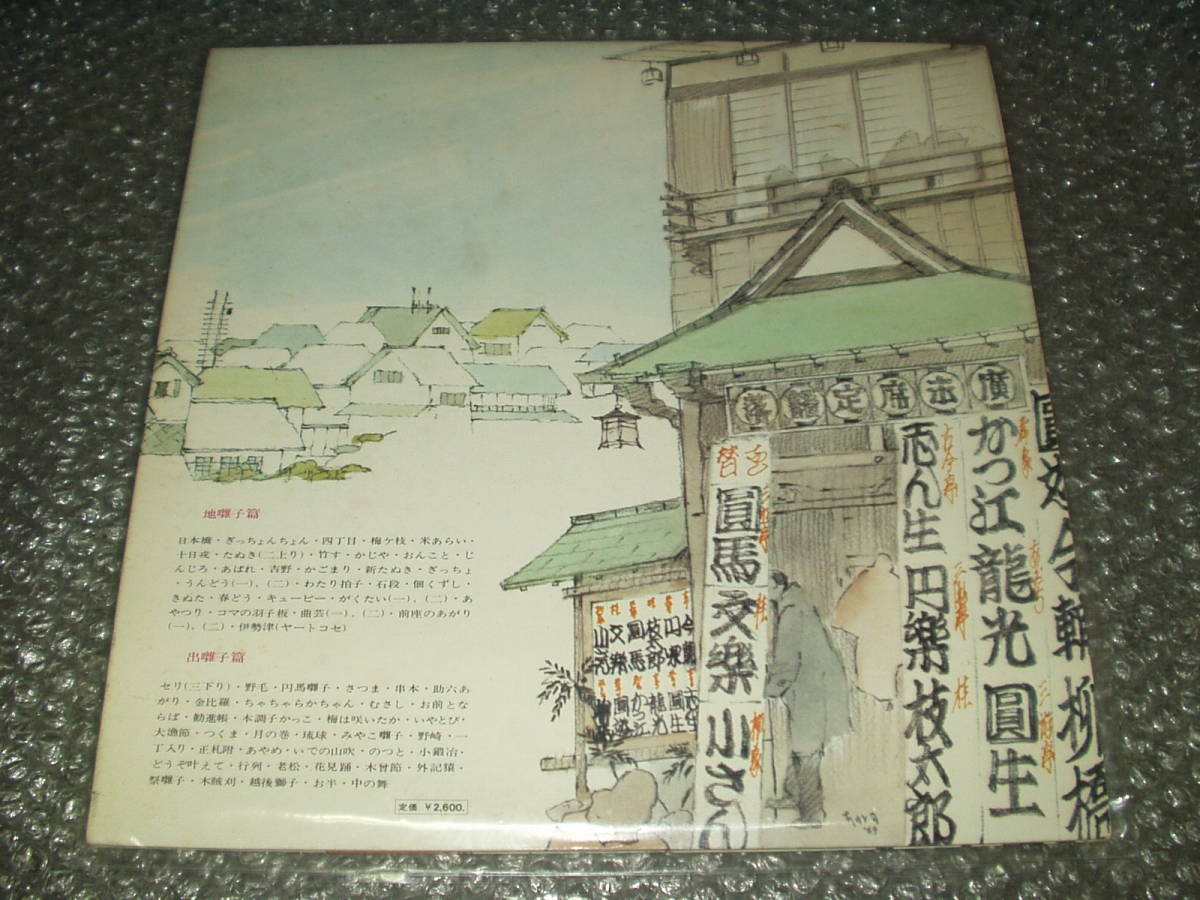 地囃子篇
日本橋・ぎっちょんちょん・四丁目・梅ケ枝・米あらい・
十日戎・たぬき(二上り)・竹す・かじや・おんこと・じ
んじろ・あばれ・吉野・かごまり・新たぬき・ぎっちょ
・うんどう(一)，(二)・わたり拍子・石段・佃くずし・
きぬた・春どう・キューピー・がくたい(一)，(二)・あ
やつり・コマの羽子板・曲芸(一)，(二)・前座のあがり
(一)，(二)・伊勢津(ヤートコセ)
出囃子篇
セリ(三下り)・野毛・円馬囃子・さつま・串本・助六あ
がり・金比羅・ちゃちゃらかちゃん・むさし・お前とな
らば・勧進帳・本調子かっこ・梅は咲いたか・いやとび・
大漁節・つくま・月の巻・琉球・みやこ囃子・野崎・一
丁入り・正札附・あやめ・いでの山吹・のっと・小鍛冶・
どうぞ叶えて・行列・老松・花見踊・木曽節・外記猿・
祭囃子・木賊刈・越後獅子・お半・中の舞
定価 ￥2,600.
落語定席末廣
圓馬
文樂
小さん
志ん生
円樂
枝太郎
かつ江
龍光
圓生
今輔
柳橋